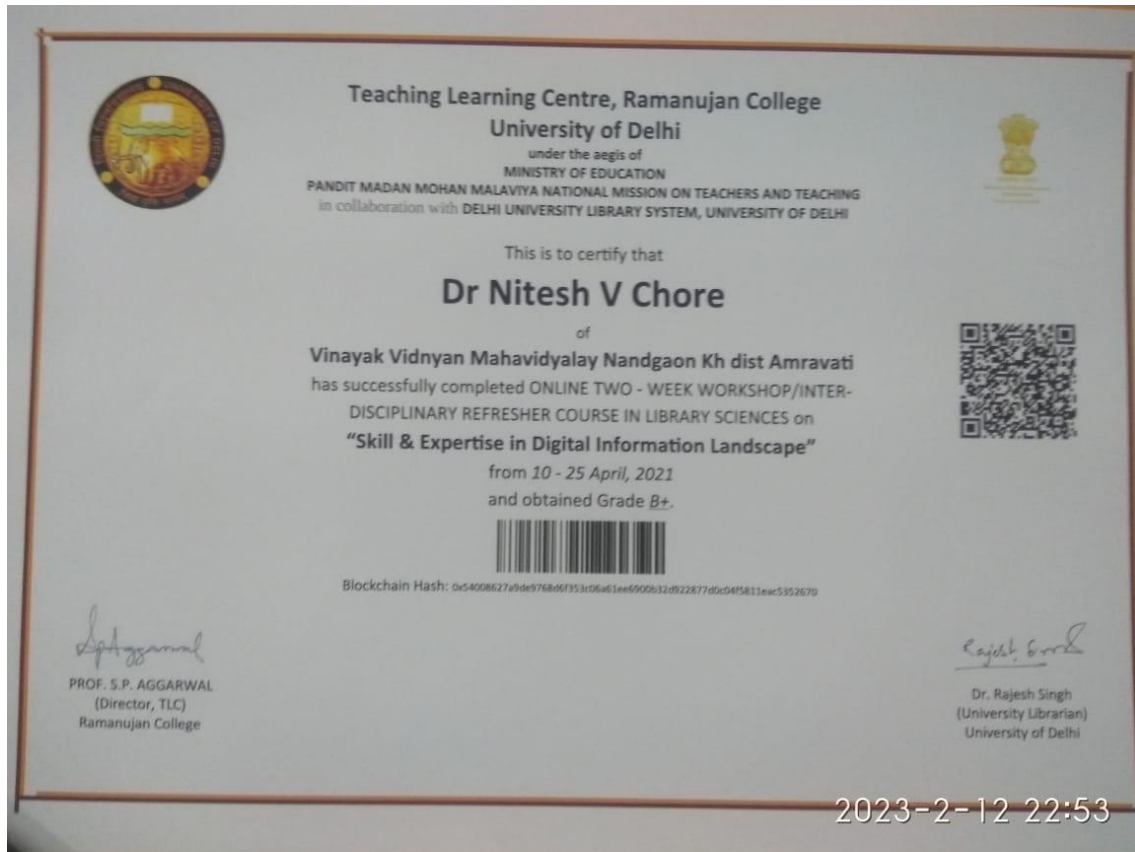 Teaching Learning Centre, Ramanujan College
University of Delhi
under the aegis of
MINISTRY OF EDUCATION
PANDIT MADAN MOHAN MALAVIYA NATIONAL MISSION ON TEACHERS AND TEACHING
in collaboration with DELHI UNIVERSITY LIBRARY SYSTEM, UNIVERSITY OF DELHI
This is to certify that
Dr Nitesh V Chore
of
Vinayak Vidnyan Mahavidyalay Nandgaon Kh dist Amravati
has successfully completed ONLINE TWO - WEEK WORKSHOP/INTER-
DISCIPLINARY REFRESHER COURSE IN LIBRARY SCIENCES on
“Skill & Expertise in Digital Information Landscape”
from 10 - 25 April, 2021
and obtained Grade B+.
Blockchain Hash:
SpAggarwal
PROF. S.P. AGGARWAL
(Director, TLC)
Ramanujan College
Rajesh
Dr. Rajesh Singh
(University Librarian)
University of Delhi
2023-2-12 22:53